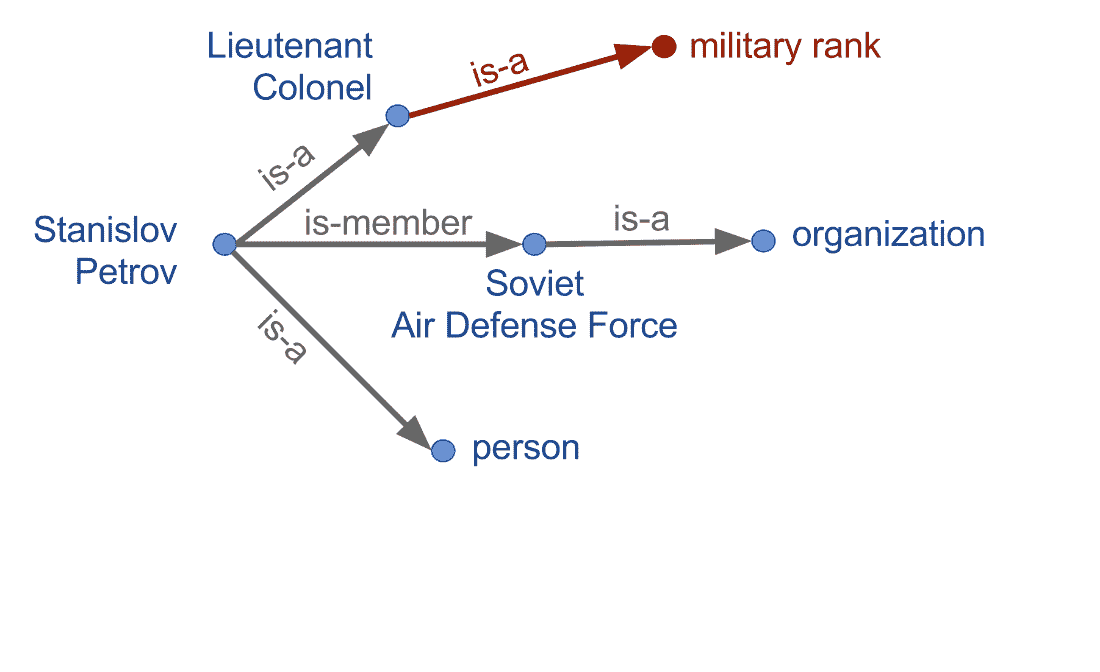 Lieutenant
Colonel
is-a
military rank
is-a
Stanislov
Petrov
is-member
is-a
organization
Soviet
Air Defense Force
is-a
person